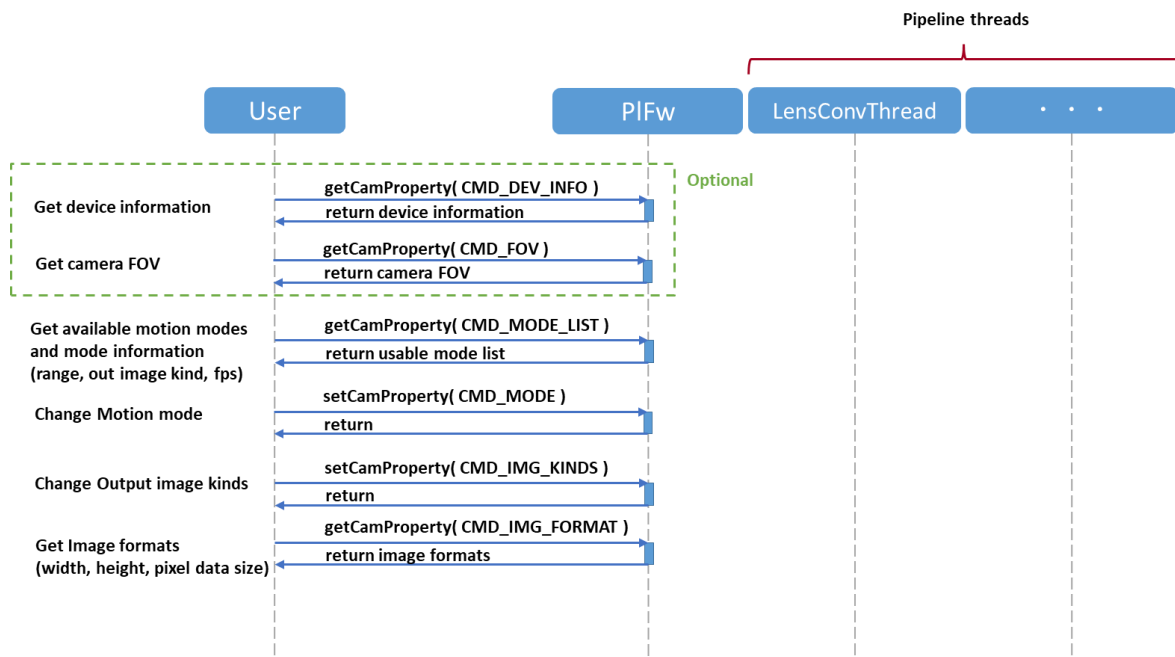 Pipeline threads
User
PlFw
LensConvThread
・・・
Optional
getCamProperty( CMD_DEV_INFO )
Get device information
return device information
getCamProperty( CMD_FOV )
Get camera FOV
return camera FOV
Get available motion modes
and mode information
(range, out image kind, fps)
getCamProperty( CMD_MODE_LIST )
return usable mode list
setCamProperty( CMD_MODE )
Change Motion mode
return
setCamProperty( CMD_IMG_KINDS )
Change Output image kinds
return
getCamProperty( CMD_IMG_FORMAT )
Get Image formats
(width, height, pixel data size)
return image formats